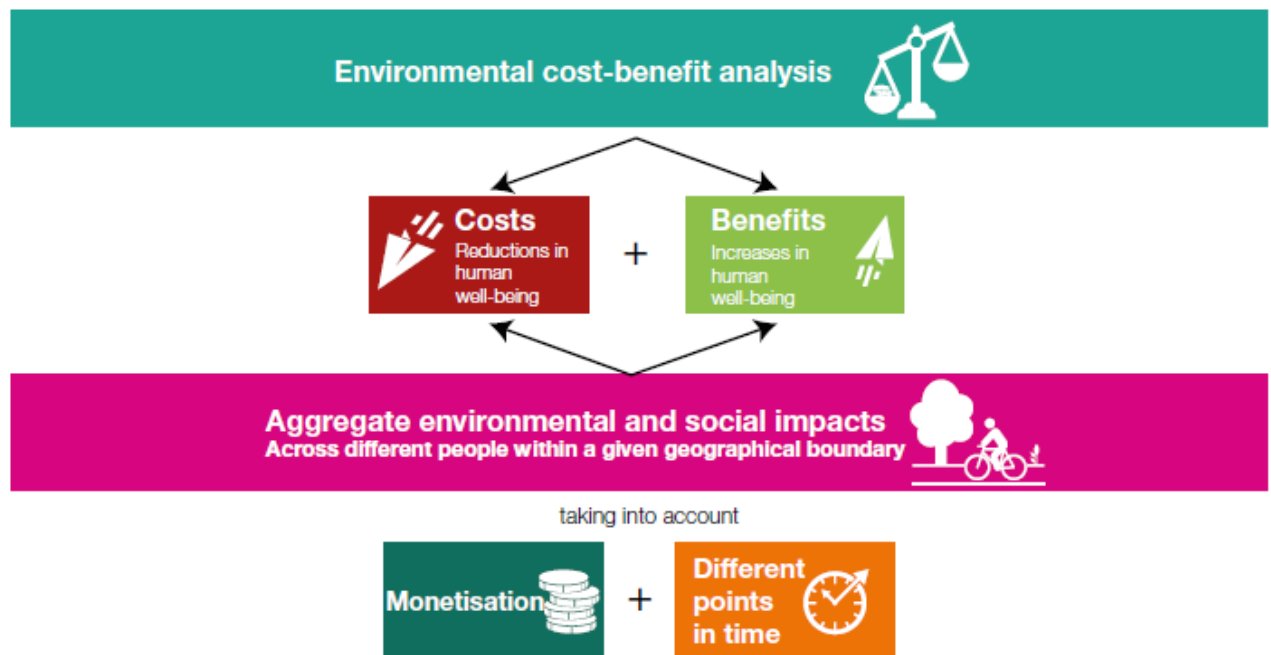 Environmental cost-benefit analysis
Costs
Reductions in
human
well-being
+
Benefits
Increases in
human
well-being
Aggregate environmental and social impacts
Across different people within a given geographical boundary
taking into account
Monetisation
+
Different
points
in time